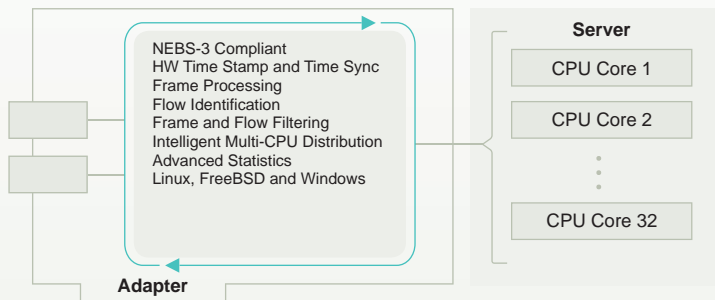 NEBS-3 Compliant
HW Time Stamp and Time Sync
Frame Processing
Flow Identification
Frame and Flow Filtering
Intelligent Multi-CPU Distribution
Advanced Statistics
Linux, FreeBSD and Windows
Adapter
Server
CPU Core 1
CPU Core 2
CPU Core 32